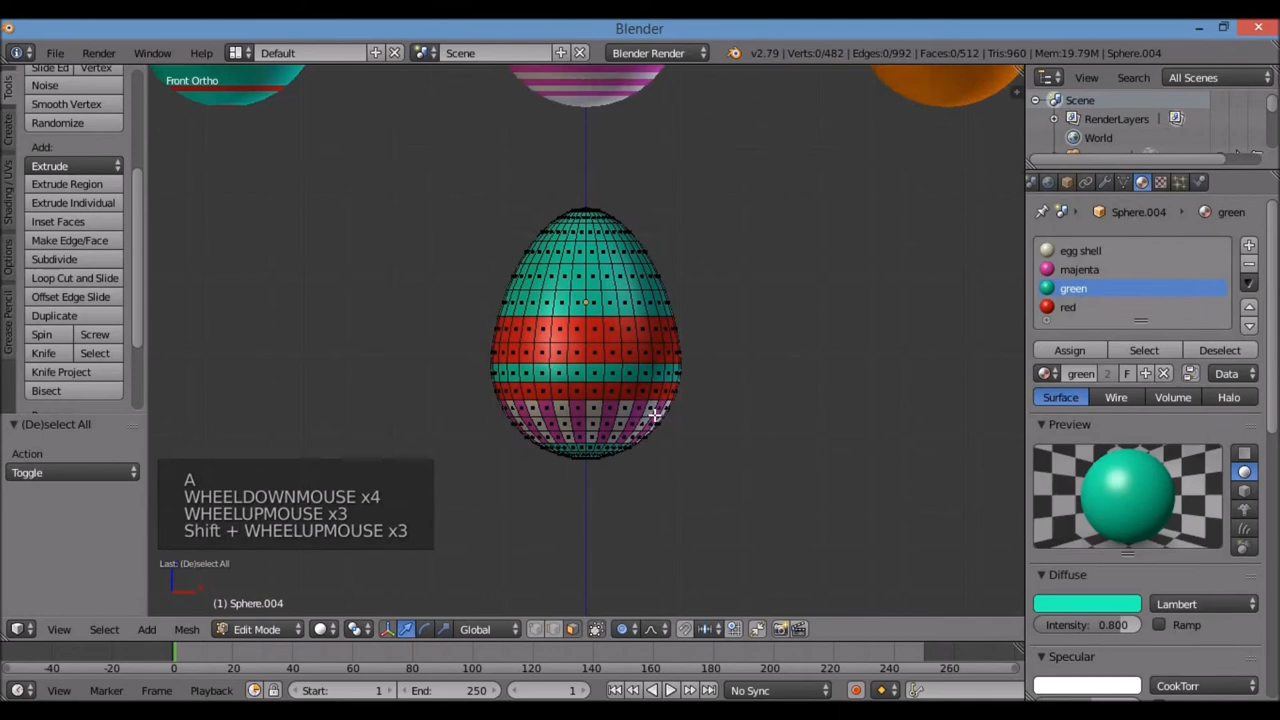 Blender
File Render Window Help Default Scene Blender Render v2.79 | Verts:0/482 | Edges:0/992 | Faces:0/512 | Tris:960 | Mem:19.79M | Sphere.004
Tools
Create
Shading / UVs
Options
Grease Pencil
Slide Ed Vertex
Noise
Smooth Vertex
Randomize
Add:
Extrude
Extrude Region
Extrude Individual
Inset Faces
Make Edge/Face
Subdivide
Loop Cut and Slide
Offset Edge Slide
Duplicate
Spin Screw
Knife Select
Knife Project
Bisect
(De)select All
Action
Toggle
Front Ortho
A
WHEELDOWNMOUSE x4
WHEELUPMOUSE x3
Shift + WHEELUPMOUSE x3
Last: (De)select All
(1) Sphere.004
View Select Add Mesh Edit Mode Global
View Search All Scenes
Scene
RenderLayers
World
Sphere.004 green
egg shell
majenta
green
red
Assign Select Deselect
green 2 F Data
Surface Wire Volume Halo
Preview
Diffuse
Lambert
Intensity: 0.800 Ramp
Specular
CookTorr
-40 -20 0 20 40 60 80 100 120 140 160 180 200 220 240 260
View Marker Frame Playback Start: 1 End: 250 1 No Sync